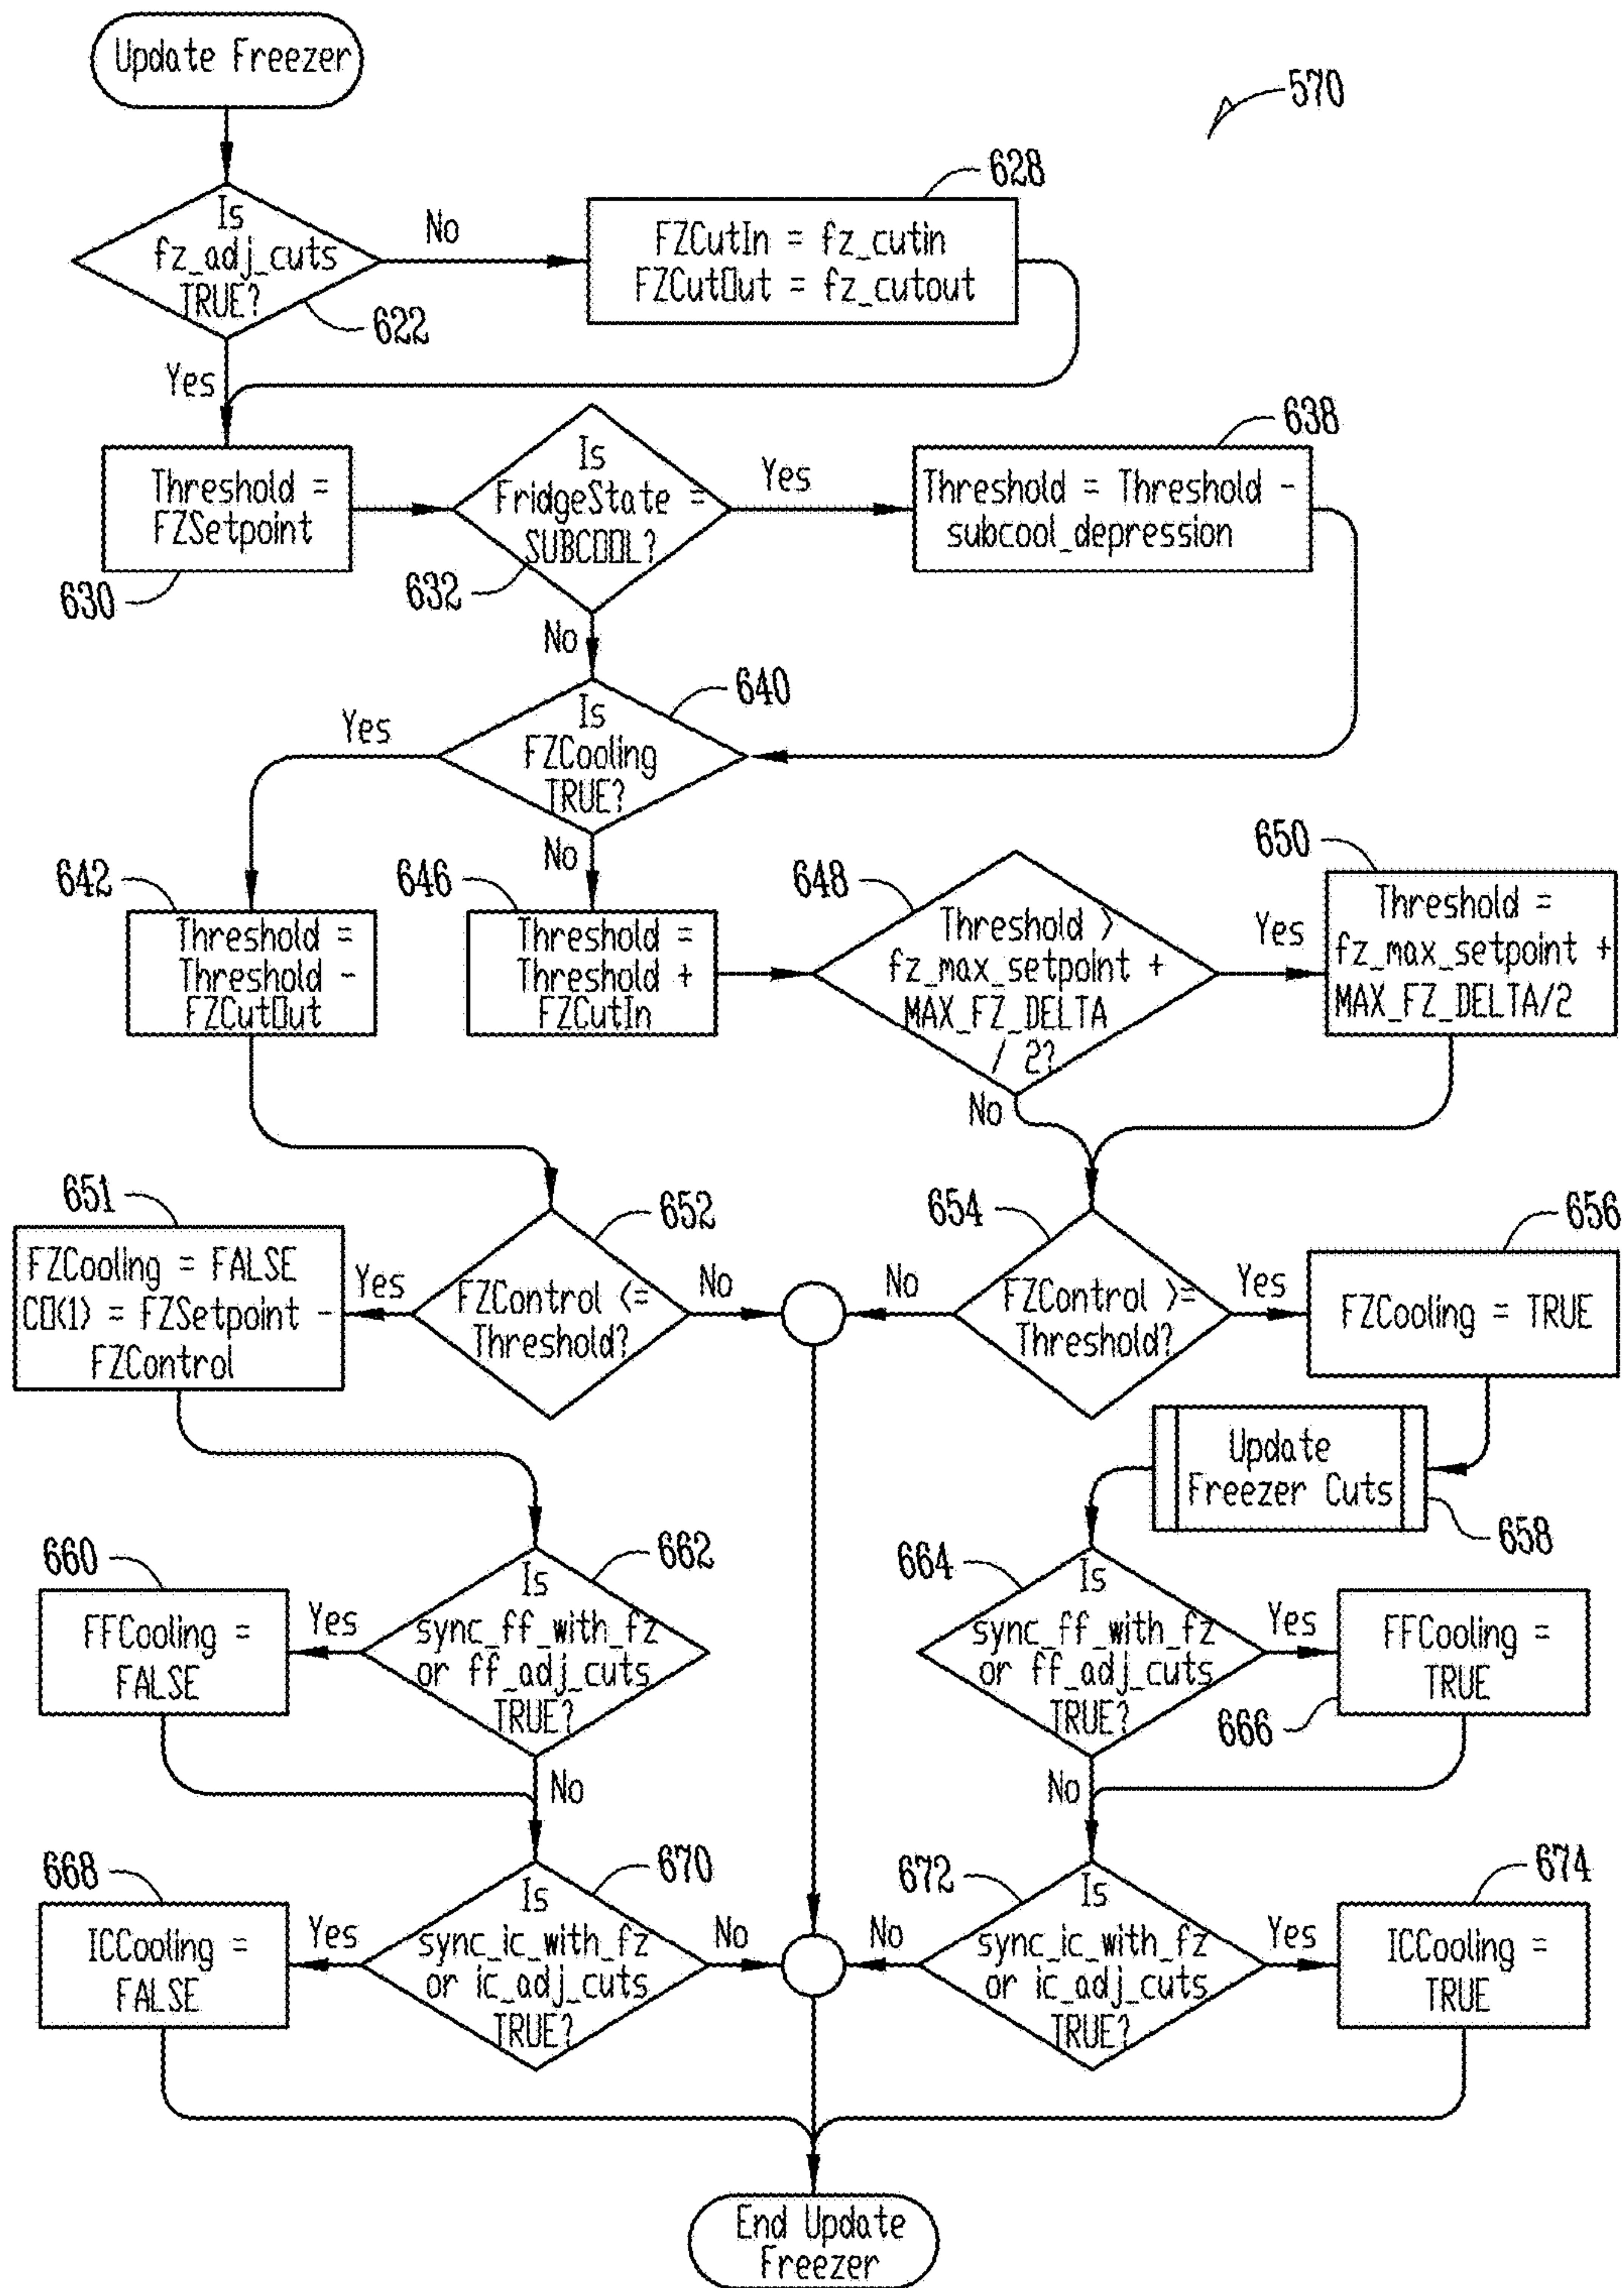 Update Freezer
570
Is
fz_adj_cuts
TRUE?
622
No
Yes
628
FZCutIn = fz_cutin
FZCutOut = fz_cutout
Threshold =
FZSetpoint
630
Is
FridgeState =
SUBCOOL?
632
Yes
No
638
Threshold = Threshold -
subcool_depression
640
Is
FZCooling
TRUE?
Yes
No
642
Threshold =
Threshold -
FZCutOut
646
Threshold =
Threshold +
FZCutIn
648
Threshold >
fz_max_setpoint +
MAX_FZ_DELTA
/ 2?
Yes
No
650
Threshold =
fz_max_setpoint +
MAX_FZ_DELTA/2
651
FZCooling = FALSE
CO(1) = FZSetpoint -
FZControl
Yes
652
FZControl <=
Threshold?
No
No
654
FZControl >=
Threshold?
Yes
656
FZCooling = TRUE
Update
Freezer Cuts
658
660
FFCooling =
FALSE
Yes
662
Is
sync_ff_with_fz
or ff_adj_cuts
TRUE?
No
664
Is
sync_ff_with_fz
or ff_adj_cuts
TRUE?
No
Yes
FFCooling =
TRUE
666
668
ICCooling =
FALSE
Yes
670
Is
sync_ic_with_fz
or ic_adj_cuts
TRUE?
No
No
672
Is
sync_ic_with_fz
or ic_adj_cuts
TRUE?
Yes
674
ICCooling =
TRUE
End Update
Freezer